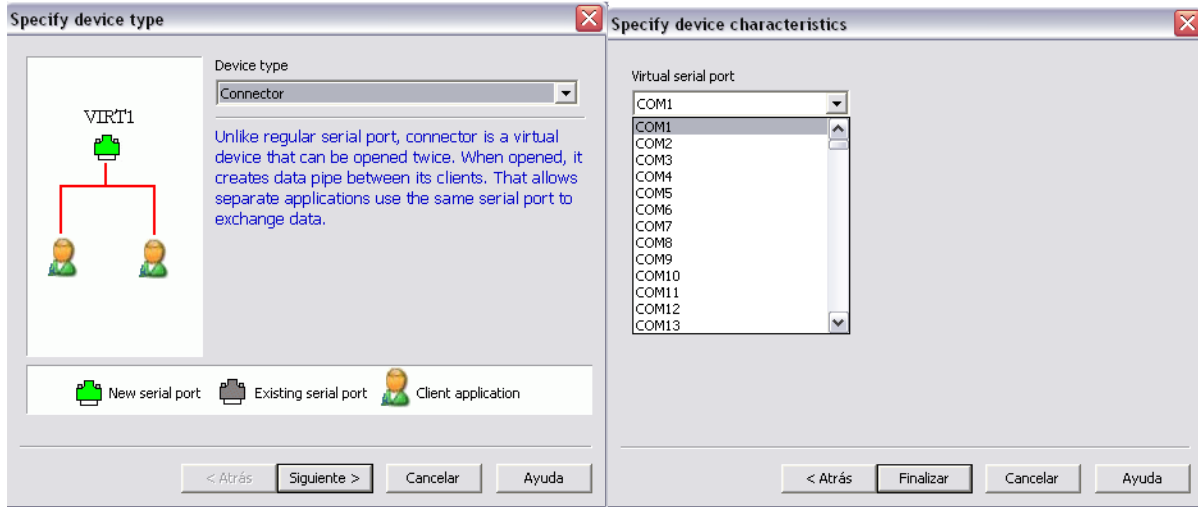 Specify device type
Device type
Connector
VIRT1
Unlike regular serial port, connector is a virtual
device that can be opened twice. When opened, it
creates data pipe between its clients. That allows
separate applications use the same serial port to
exchange data.
New serial port
Existing serial port
Client application
< Atrás
Siguiente >
Cancelar
Ayuda
Specify device characteristics
Virtual serial port
COM1
COM1
COM2
COM3
COM4
COM5
COM6
COM7
COM8
COM9
COM10
COM11
COM12
COM13
< Atrás
Finalizar
Cancelar
Ayuda